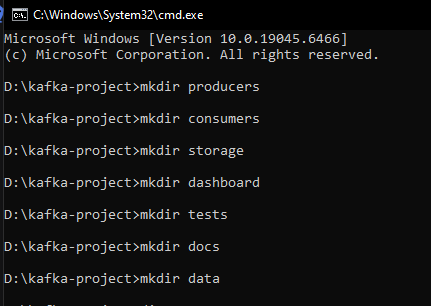 C:\Windows\System32\cmd.exe
Microsoft Windows [Version 10.0.19045.6466]
(c) Microsoft Corporation. All rights reserved.
D:\kafka-project>mkdir producers
D:\kafka-project>mkdir consumers
D:\kafka-project>mkdir storage
D:\kafka-project>mkdir dashboard
D:\kafka-project>mkdir tests
D:\kafka-project>mkdir docs
D:\kafka-project>mkdir data